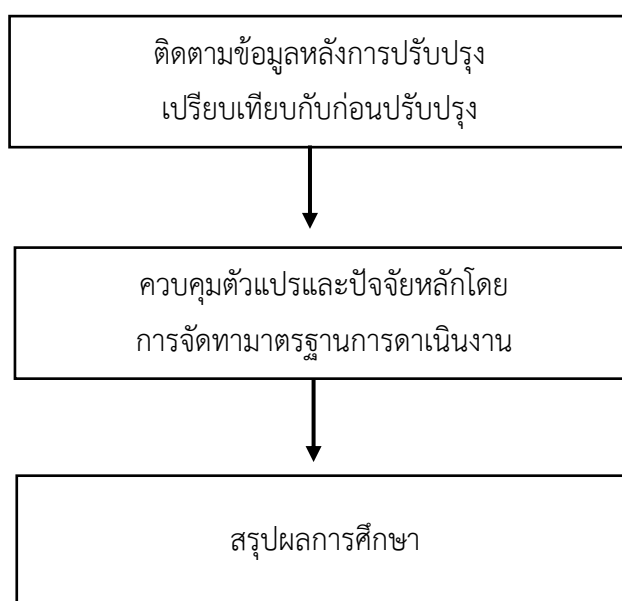 ติดตามข้อมูลหลังการปรับปรุง
เปรียบเทียบกับก่อนปรับปรุง
ควบคุมตัวแปรและปัจจัยหลักโดย
การจัดทามาตรฐานการดาเนินงาน
สรุปผลการศึกษา